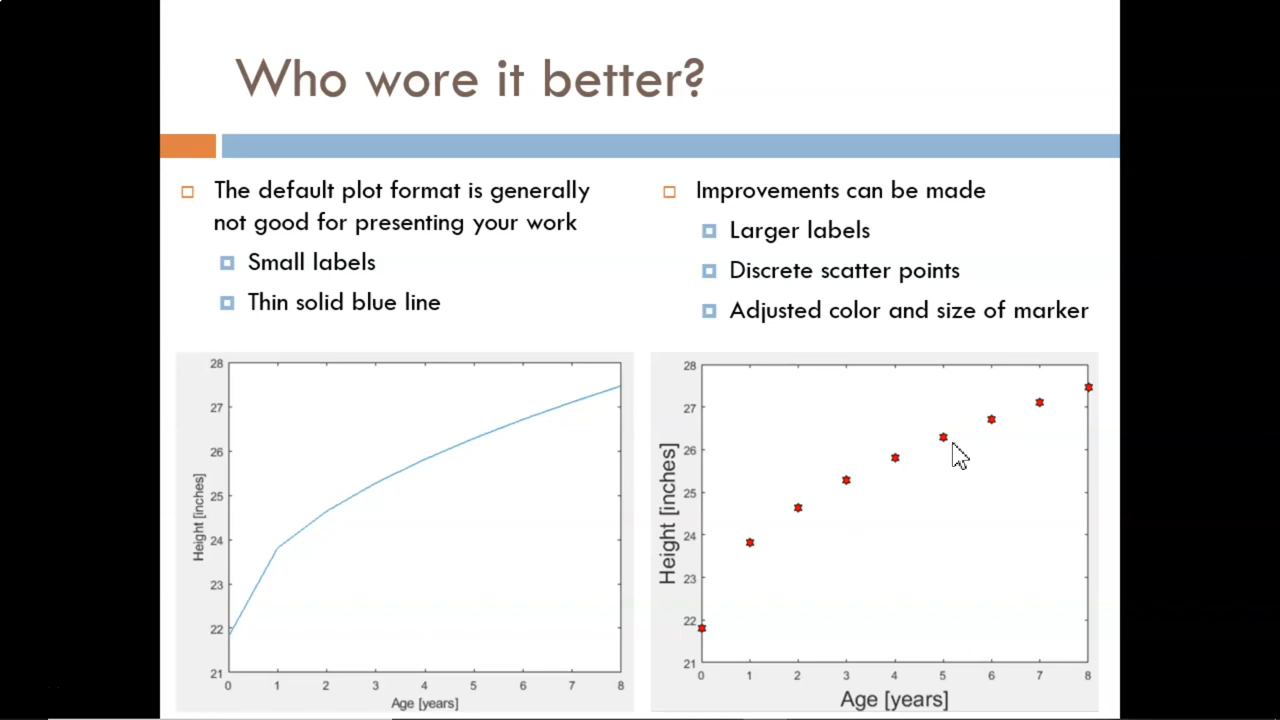 Who wore it better?
The default plot format is generally
not good for presenting your work
Small labels
Thin solid blue line
Improvements can be made
Larger labels
Discrete scatter points
Adjusted color and size of marker
28
27
26
25
24
23
22
21
Height [inches]
0 1 2 3 4 5 6 7 8
Age [years]
28
27
26
25
24
23
22
21
Height [inches]
0 1 2 3 4 5 6 7 8
Age [years]